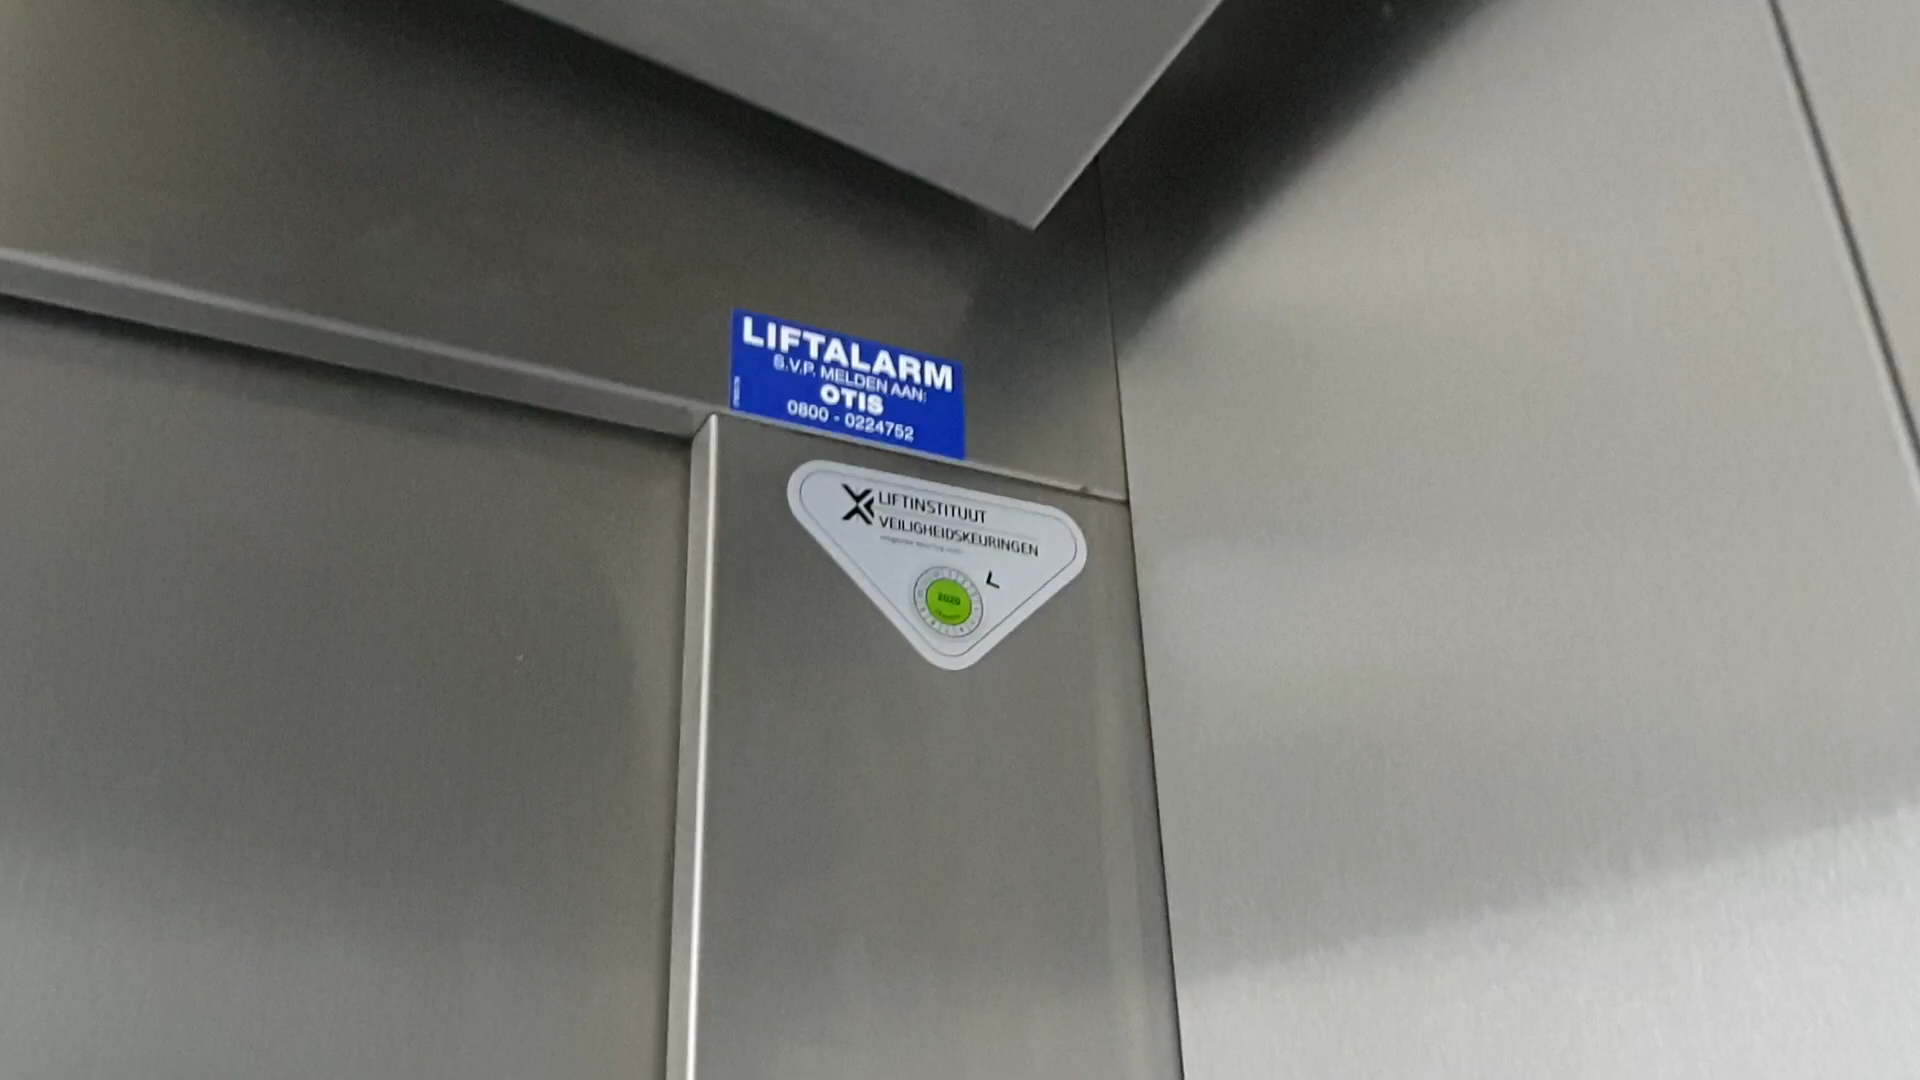 LIFTALARM
S.V.P. MELDEN AAN:
OTIS
0800 - 0224752
LIFTINSTITUUT
VEILIGHEIDSKEURINGEN
L
2020